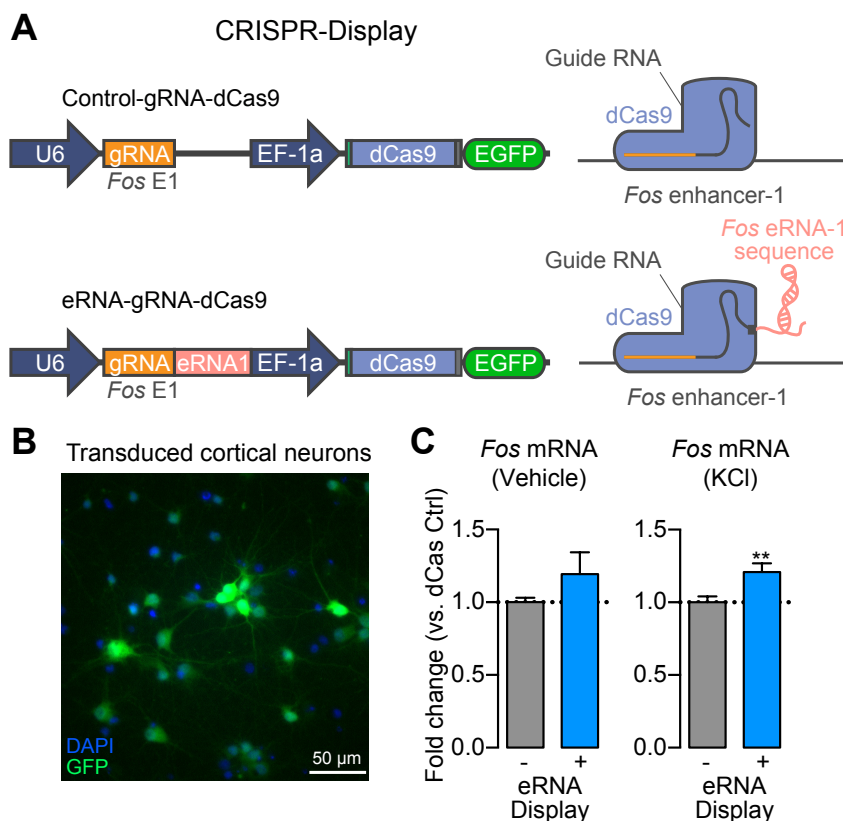 A
CRISPR-Display
Control-gRNA-dCas9
U6
gRNA
EF-1a
dCas9
EGFP
Fos E1
Guide RNA
dCas9
Fos enhancer-1
eRNA-gRNA-dCas9
U6
gRNA
eRNA1
EF-1a
dCas9
EGFP
Fos E1
Fos eRNA-1
sequence
Guide RNA
dCas9
Fos enhancer-1
B
Transduced cortical neurons
DAPI
GFP
50 µm
C
Fos mRNA
(Vehicle)
Fold change (vs. dCas Ctrl)
1.5
1.0
0.5
0.0
- +
eRNA
Display
Fos mRNA
(KCl)
1.5
1.0
0.5
0.0
**
- +
eRNA
Display